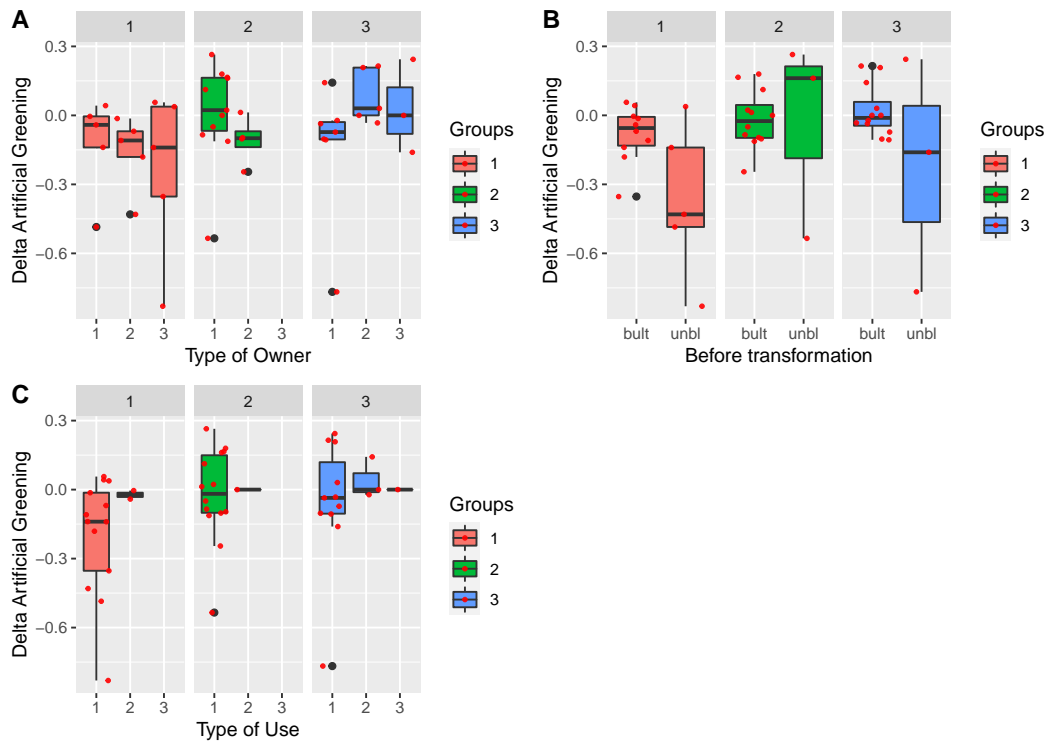 A
1 2 3
0.3
0.0
−0.3
−0.6
Delta Artificial Greening
1 2 3 1 2 3 1 2 3
Type of Owner
Groups
1
2
3
B
1 2 3
0.3
0.0
−0.3
−0.6
Delta Artificial Greening
bult unbl bult unbl bult unbl
Before transformation
Groups
1
2
3
C
1 2 3
0.3
0.0
−0.3
−0.6
Delta Artificial Greening
1 2 3 1 2 3 1 2 3
Type of Use
Groups
1
2
3